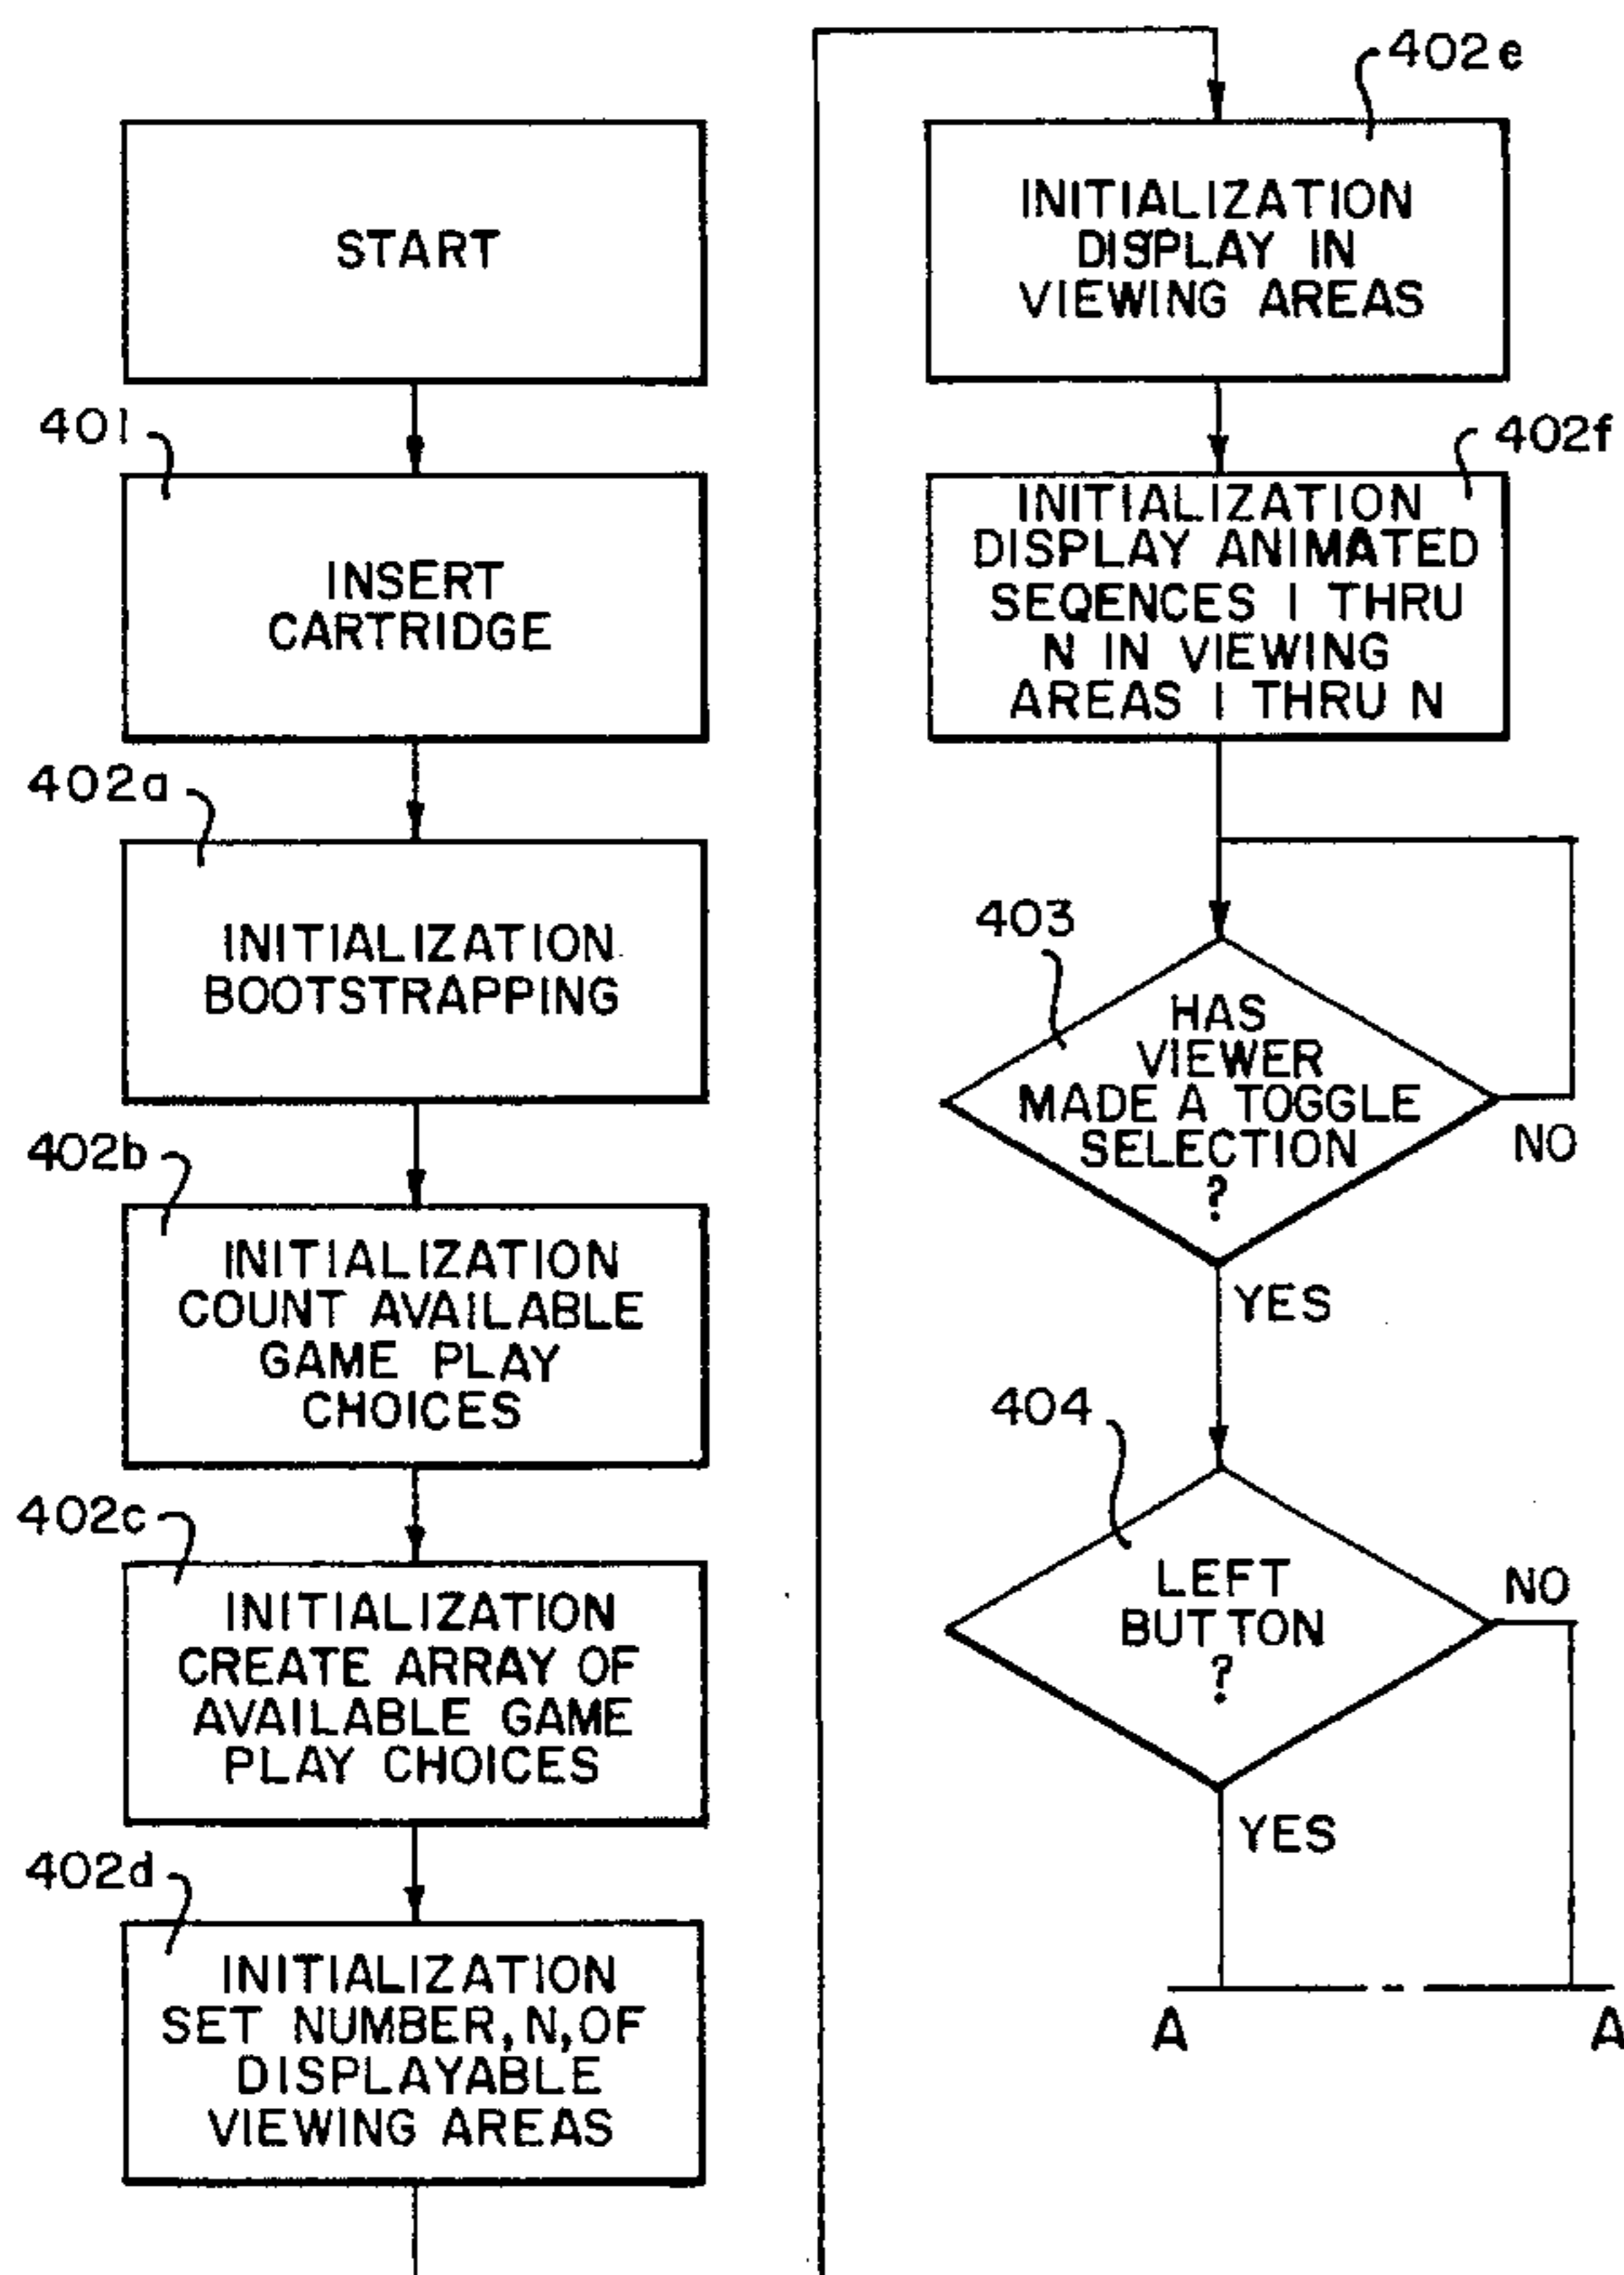 START
401
INSERT
CARTRIDGE
402a
INITIALIZATION
BOOTSTRAPPING
402b
INITIALIZATION
COUNT AVAILABLE
GAME PLAY
CHOICES
402c
INITIALIZATION
CREATE ARRAY OF
AVAILABLE GAME
PLAY CHOICES
402d
INITIALIZATION
SET NUMBER, N, OF
DISPLAYABLE
VIEWING AREAS
402e
INITIALIZATION
DISPLAY IN
VIEWING AREAS
402f
INITIALIZATION
DISPLAY ANIMATED
SEQENCES 1 THRU
N IN VIEWING
AREAS 1 THRU N
403
HAS
VIEWER
MADE A TOGGLE
SELECTION
?
NO
YES
404
LEFT
BUTTON
?
NO
YES
A A